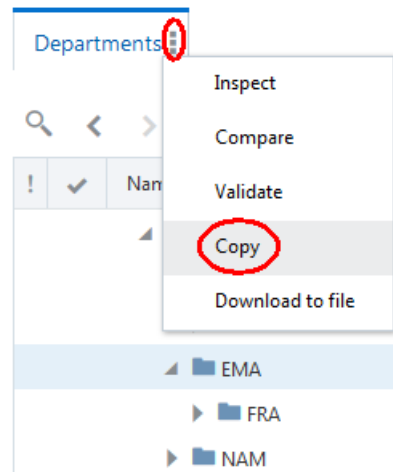 Departments
Inspect
Compare
! Nam
Validate
Copy
Download to file
EMA
FRA
NAM